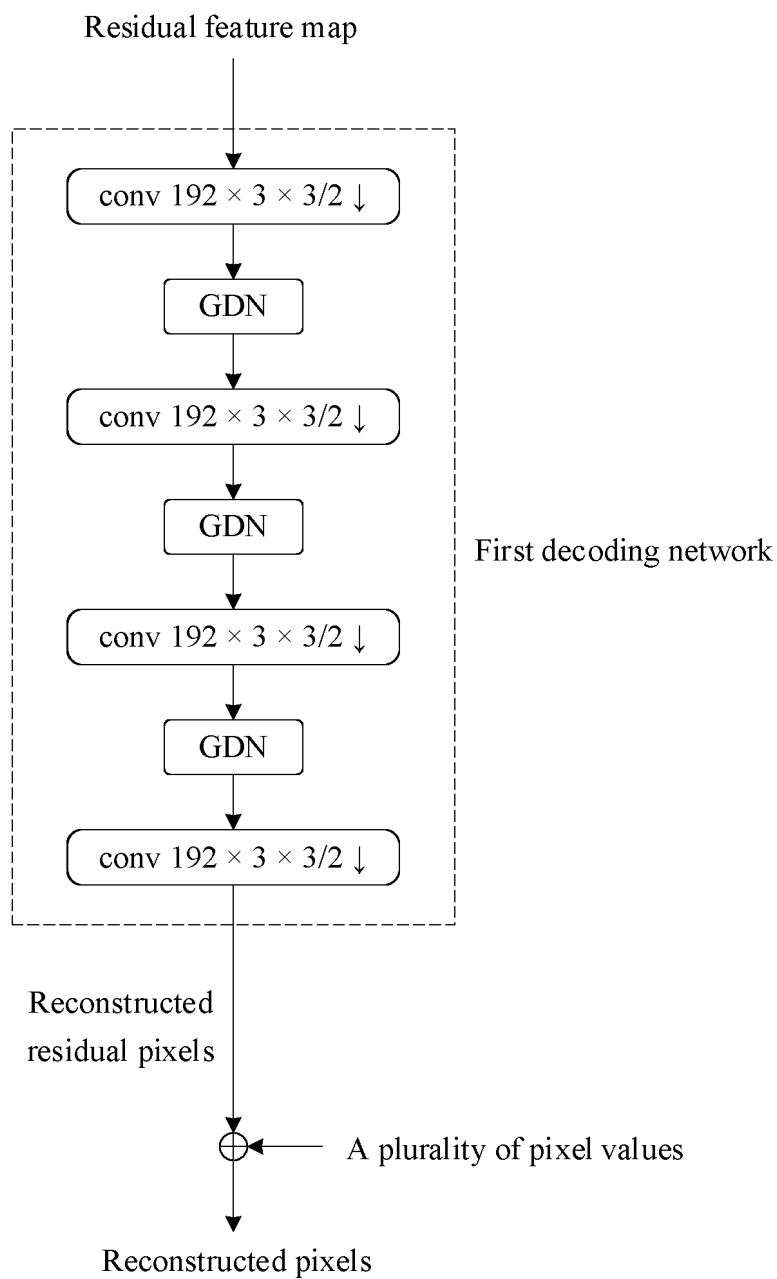 Residual feature map
conv 192 × 3 × 3/2 ↓
GDN
conv 192 × 3 × 3/2 ↓
GDN
First decoding network
conv 192 × 3 × 3/2 ↓
GDN
conv 192 × 3 × 3/2 ↓
Reconstructed
residual pixels
A plurality of pixel values
Reconstructed pixels